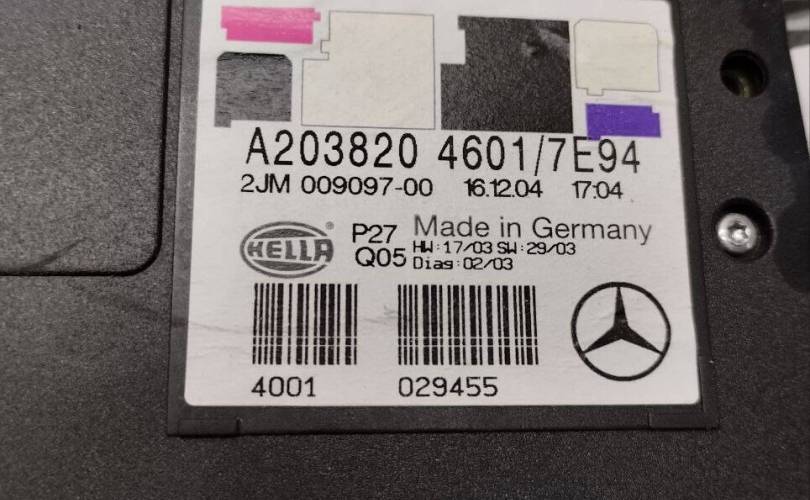 A203820 4601/7E94
2JM 009097-00 16.12.04 17:04
HELLA ® P27 Made in Germany
Q05 HW:17/03 SW:29/03
Diag:02/03
4001 029455